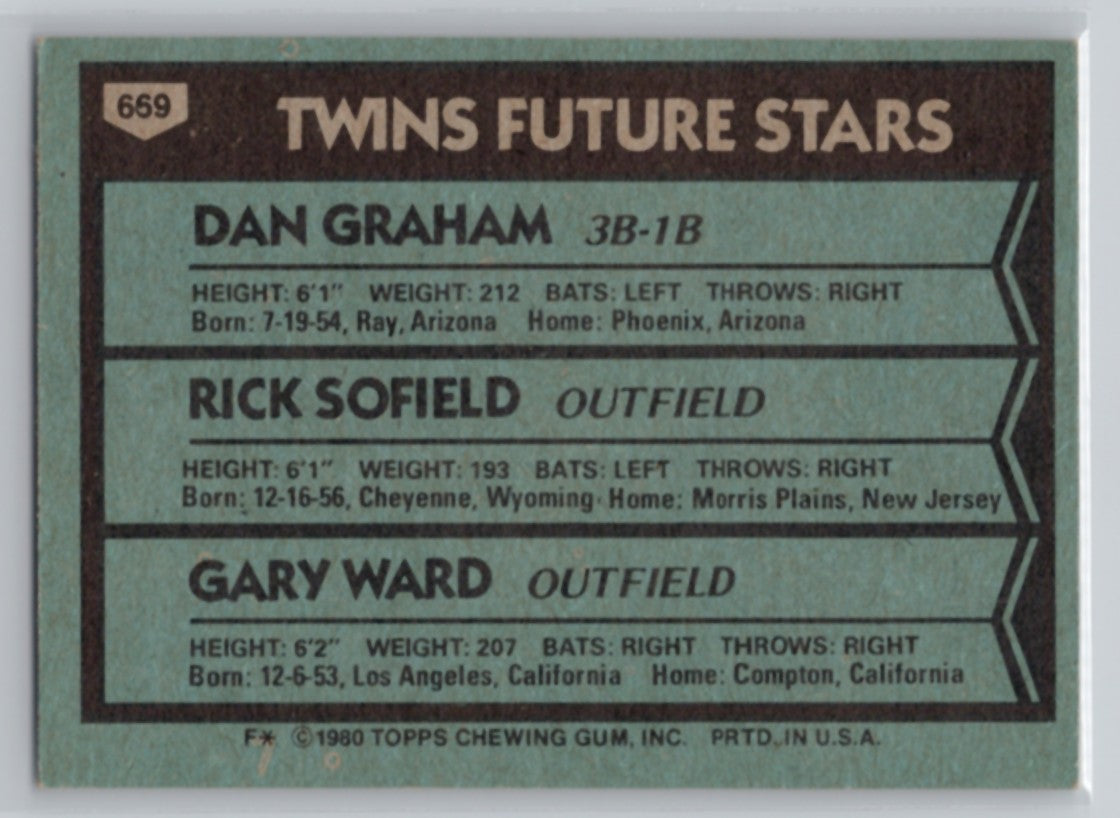 669
TWINS FUTURE STARS
DAN GRAHAM 3B-1B
HEIGHT: 6'1" WEIGHT: 212 BATS: LEFT THROWS: RIGHT
Born: 7-19-54, Ray, Arizona Home: Phoenix, Arizona
RICK SOFIELD OUTFIELD
HEIGHT: 6'1" WEIGHT: 193 BATS: LEFT THROWS: RIGHT
Born: 12-16-56, Cheyenne, Wyoming Home: Morris Plains, New Jersey
GARY WARD OUTFIELD
HEIGHT: 6'2" WEIGHT: 207 BATS: RIGHT THROWS: RIGHT
Born: 12-6-53, Los Angeles, California Home: Compton, California
F* ©1980 TOPPS CHEWING GUM, INC. PRTD. IN U.S.A.